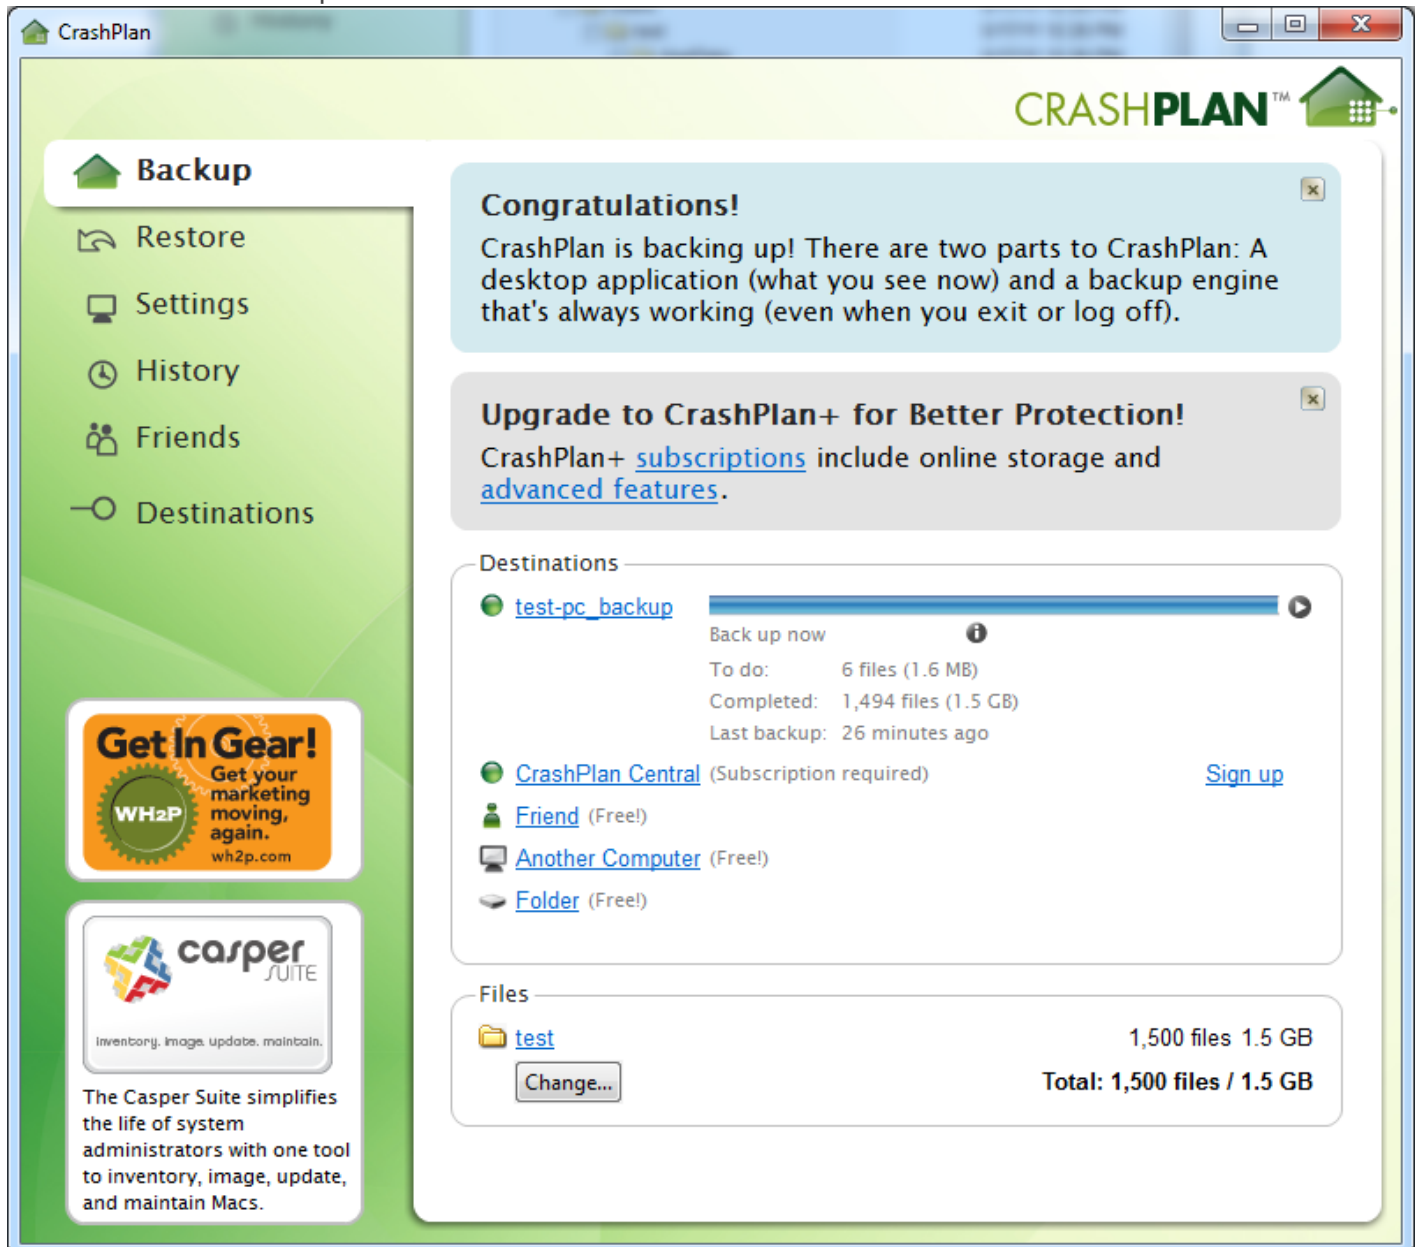 CrashPlan
CRASHPLAN™
Backup
Restore
Settings
History
Friends
Destinations
Congratulations!
CrashPlan is backing up! There are two parts to CrashPlan: A
desktop application (what you see now) and a backup engine
that's always working (even when you exit or log off).
Upgrade to CrashPlan+ for Better Protection!
CrashPlan+ subscriptions include online storage and
advanced features.
Destinations
test-pc_backup
Back up now
To do: 6 files (1.6 MB)
Completed: 1,494 files (1.5 GB)
Last backup: 26 minutes ago
CrashPlan Central (Subscription required) Sign up
Friend (Free!)
Another Computer (Free!)
Folder (Free!)
Files
test 1,500 files 1.5 GB
Change... Total: 1,500 files / 1.5 GB
Get In Gear!
Get your
marketing
moving,
again.
WH2P
wh2p.com
casper
SUITE
inventory. image. update. maintain.
The Casper Suite simplifies
the life of system
administrators with one tool
to inventory, image, update,
and maintain Macs.